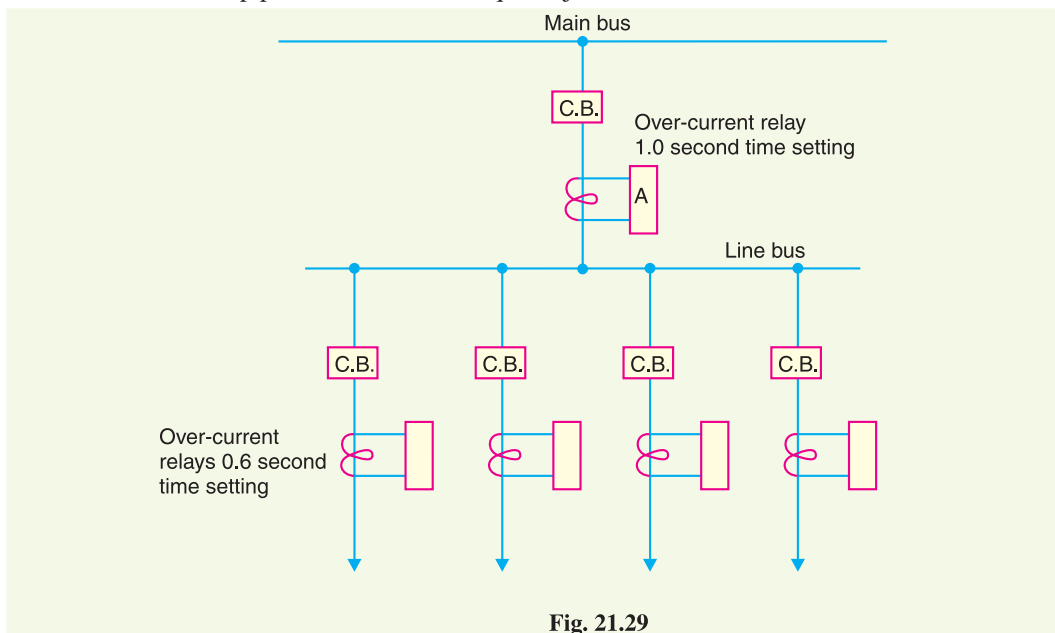 Main bus
C.B.
Over-current relay
1.0 second time setting
A
Line bus
C.B. C.B. C.B. C.B.
Over-current
relays 0.6 second
time setting
Fig. 21.29